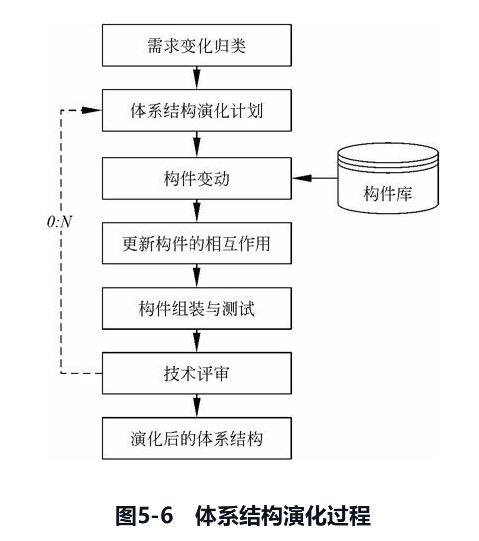 需求变化归类
体系结构演化计划
构件变动
构件库
0:N
更新构件的相互作用
构件组装与测试
技术评审
演化后的体系结构
图5-6 体系结构演化过程